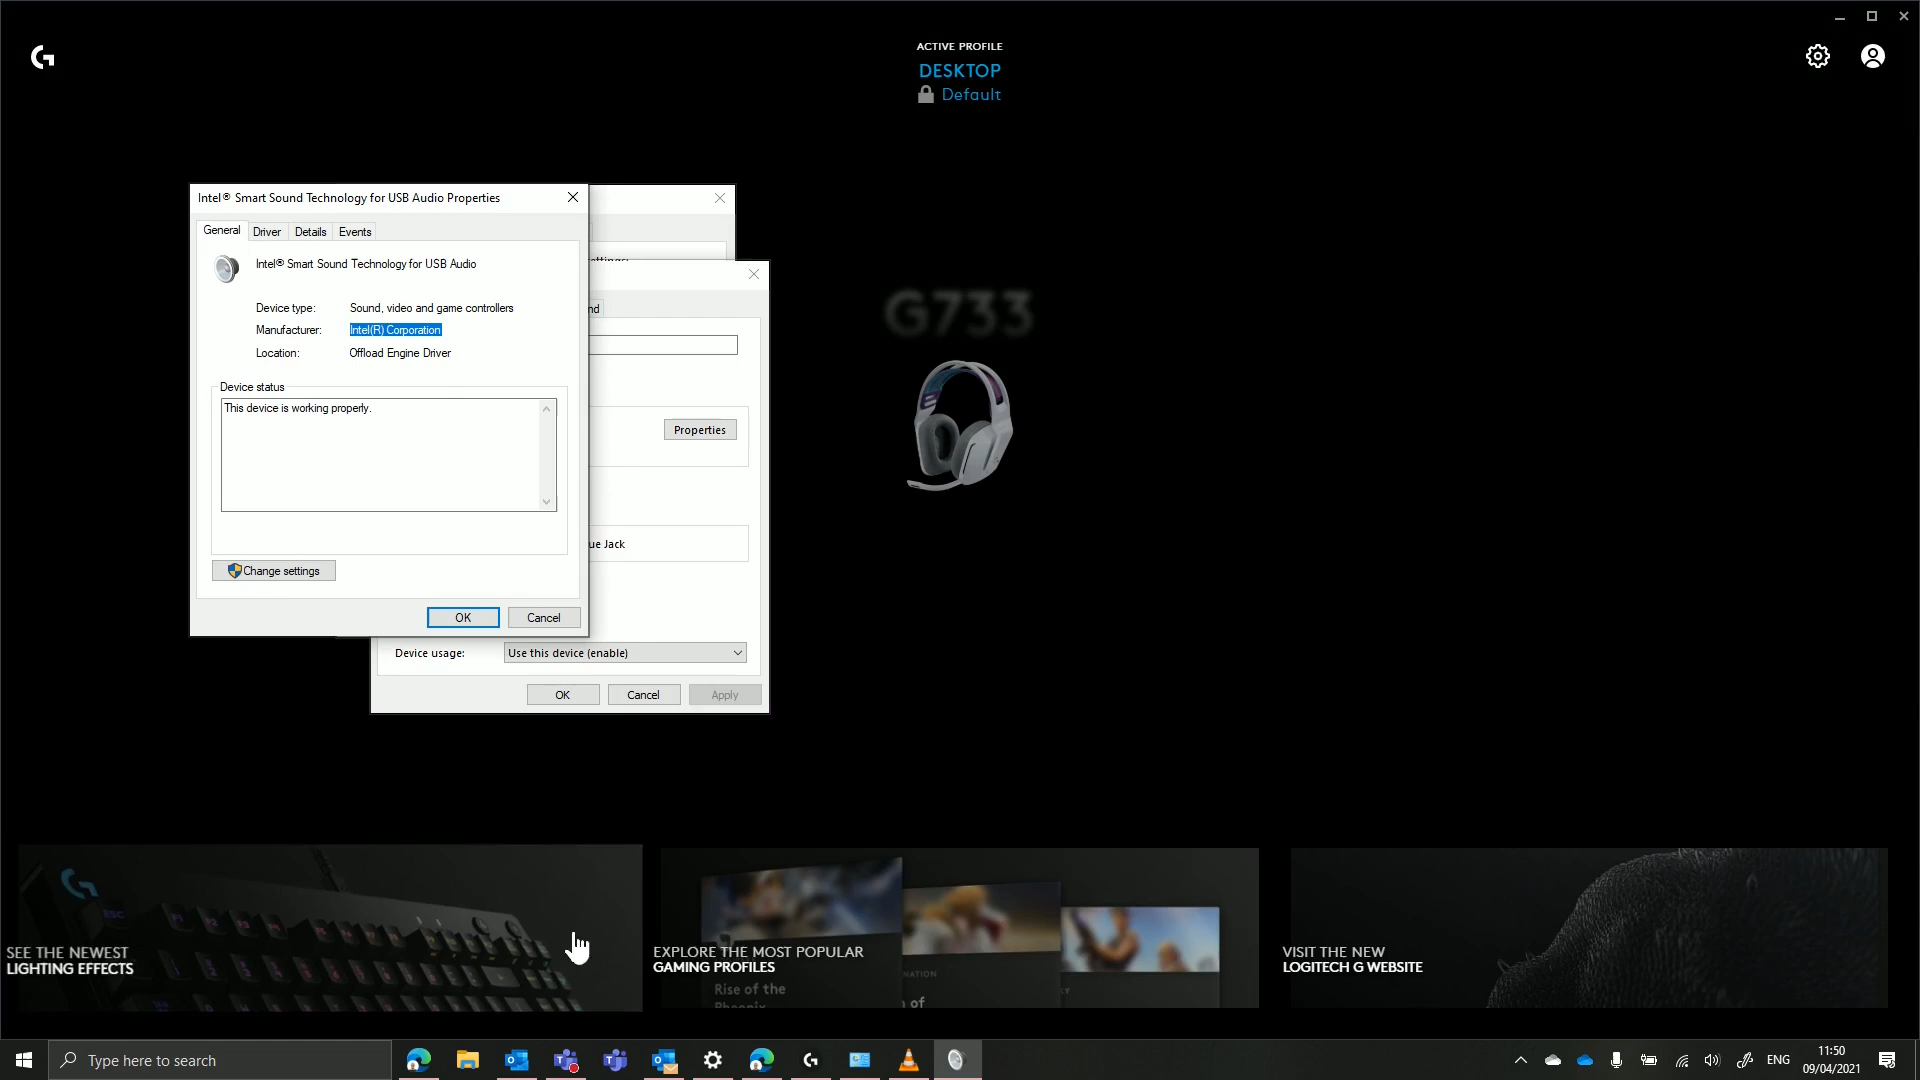 ACTIVE PROFILE
DESKTOP
Default
Intel® Smart Sound Technology for USB Audio Properties
General Driver Details Events
Intel® Smart Sound Technology for USB Audio
Device type: Sound, video and game controllers
Manufacturer: Intel(R) Corporation
Location: Offload Engine Driver
Device status
This device is working properly.
Change settings
OK Cancel
nd
Properties
ue Jack
Device usage: Use this device (enable)
OK Cancel Apply
G733
ESC
SEE THE NEWEST
LIGHTING EFFECTS
EXPLORE THE MOST POPULAR
GAMING PROFILES
NATION
Rise of the
Phoenix
of
VISIT THE NEW
LOGITECH G WEBSITE
Type here to search
ENG
11:50
09/04/2021